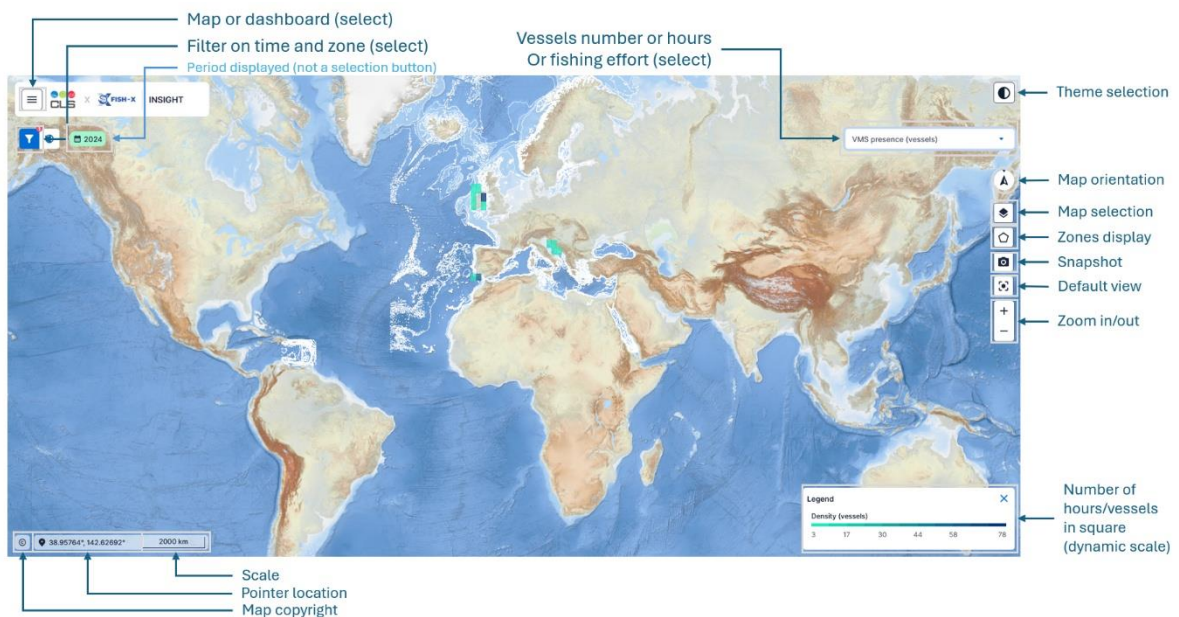 Map or dashboard (select)
Filter on time and zone (select)
Period displayed (not a selection button)
Vessels number or hours
Or fishing effort (select)
CLS x FISH-X INSIGHT
2024
VMS presence (vessels)
Theme selection
Map orientation
Map selection
Zones display
Snapshot
Default view
+
Zoom in/out
−
Legend
Density (vessels)
3 17 30 44 58 78
Number of
hours/vessels
in square
(dynamic scale)
© 38.95764°, 142.62692° 2000 km
Scale
Pointer location
Map copyright